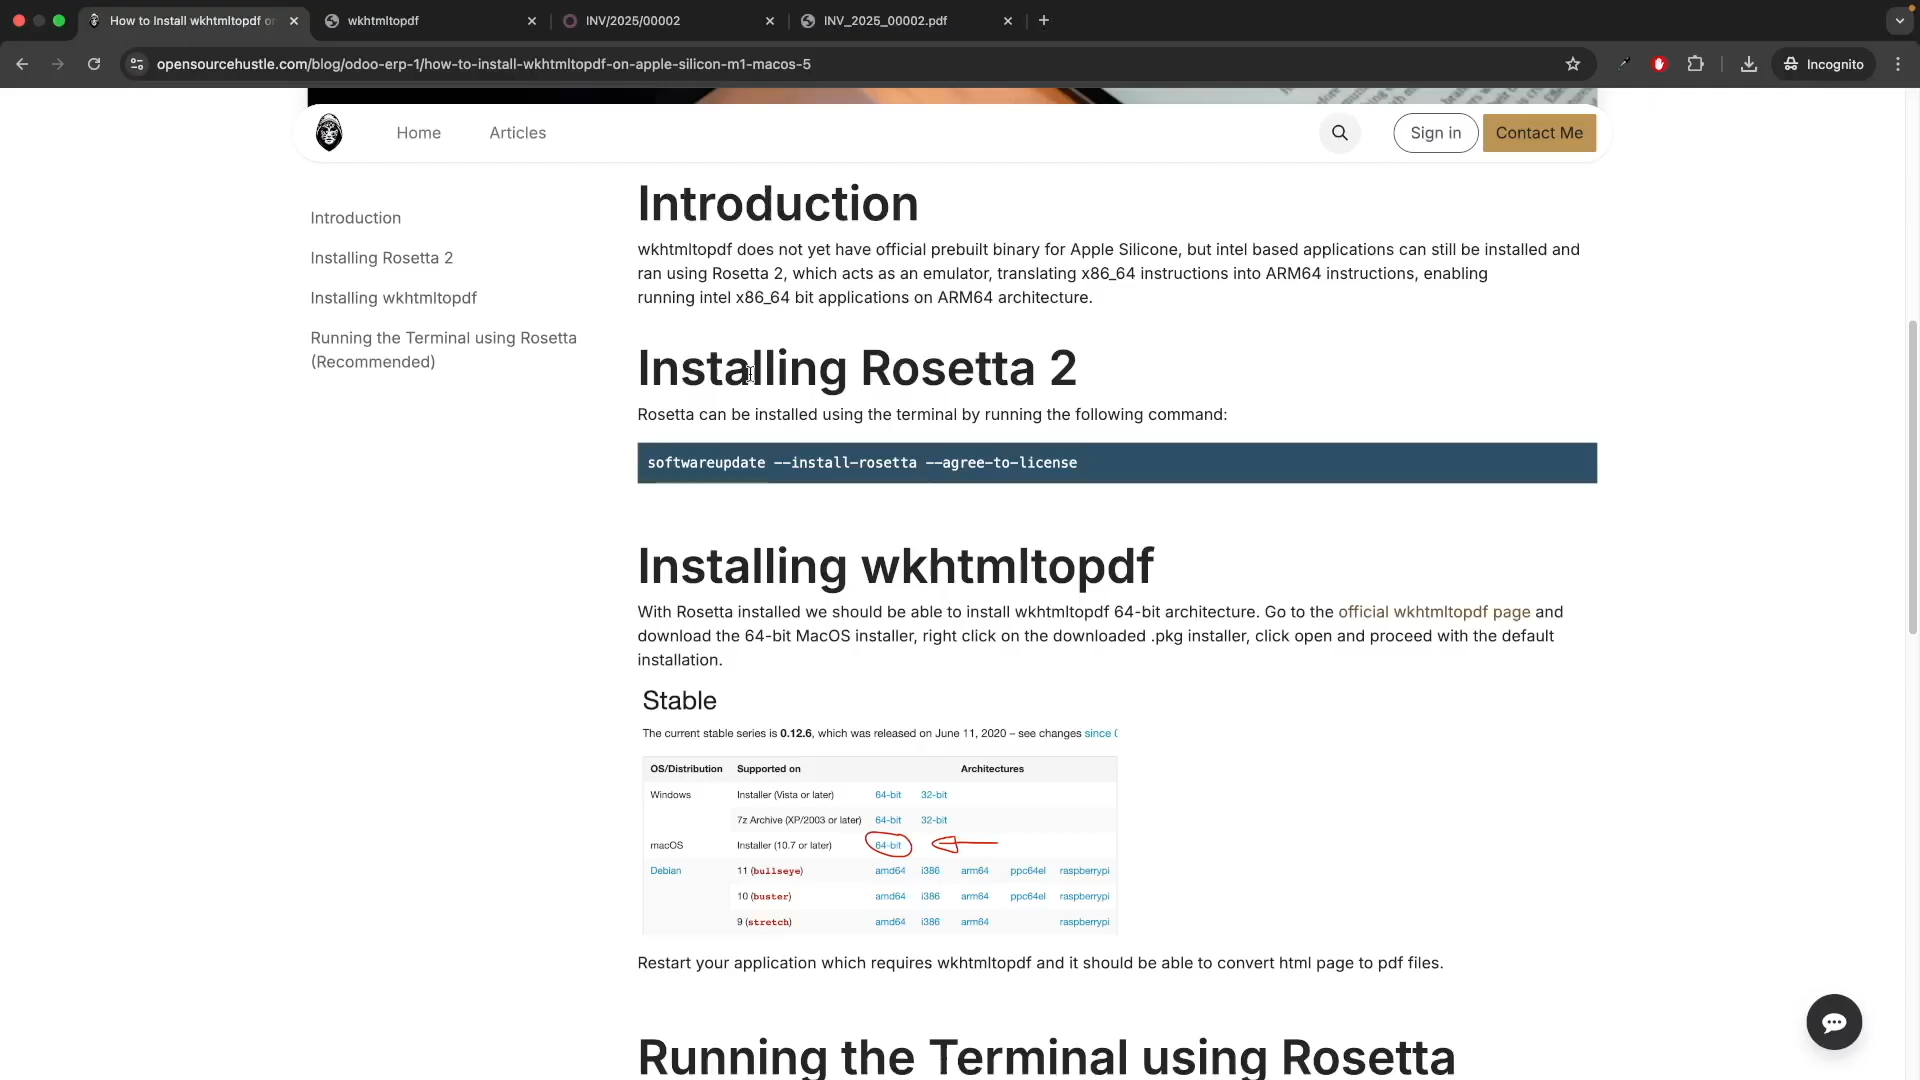 How to Install wkhtmltopdf or
wkhtmltopdf
INV/2025/00002
INV_2025_00002.pdf
opensourcehustle.com/blog/odoo-erp-1/how-to-install-wkhtmltopdf-on-apple-silicon-m1-macos-5
Incognito
Home
Articles
Sign in
Contact Me
Introduction
Installing Rosetta 2
Installing wkhtmltopdf
Running the Terminal using Rosetta
(Recommended)
Introduction
wkhtmltopdf does not yet have official prebuilt binary for Apple Silicone, but intel based applications can still be installed and
ran using Rosetta 2, which acts as an emulator, translating x86_64 instructions into ARM64 instructions, enabling
running intel x86_64 bit applications on ARM64 architecture.
Installing Rosetta 2
Rosetta can be installed using the terminal by running the following command:
softwareupdate --install-rosetta --agree-to-license
Installing wkhtmltopdf
With Rosetta installed we should be able to install wkhtmltopdf 64-bit architecture. Go to the official wkhtmltopdf page and
download the 64-bit MacOS installer, right click on the downloaded .pkg installer, click open and proceed with the default
installation.
Stable
The current stable series is 0.12.6, which was released on June 11, 2020 – see changes since 0
OS/Distribution Supported on Architectures
Windows Installer (Vista or later) 64-bit 32-bit
7z Archive (XP/2003 or later) 64-bit 32-bit
macOS Installer (10.7 or later) 64-bit
Debian 11 (bullseye) amd64 i386 arm64 ppc64el raspberrypi
10 (buster) amd64 i386 arm64 ppc64el raspberrypi
9 (stretch) amd64 i386 arm64 raspberrypi
Restart your application which requires wkhtmltopdf and it should be able to convert html page to pdf files.
Running the Terminal using Rosetta